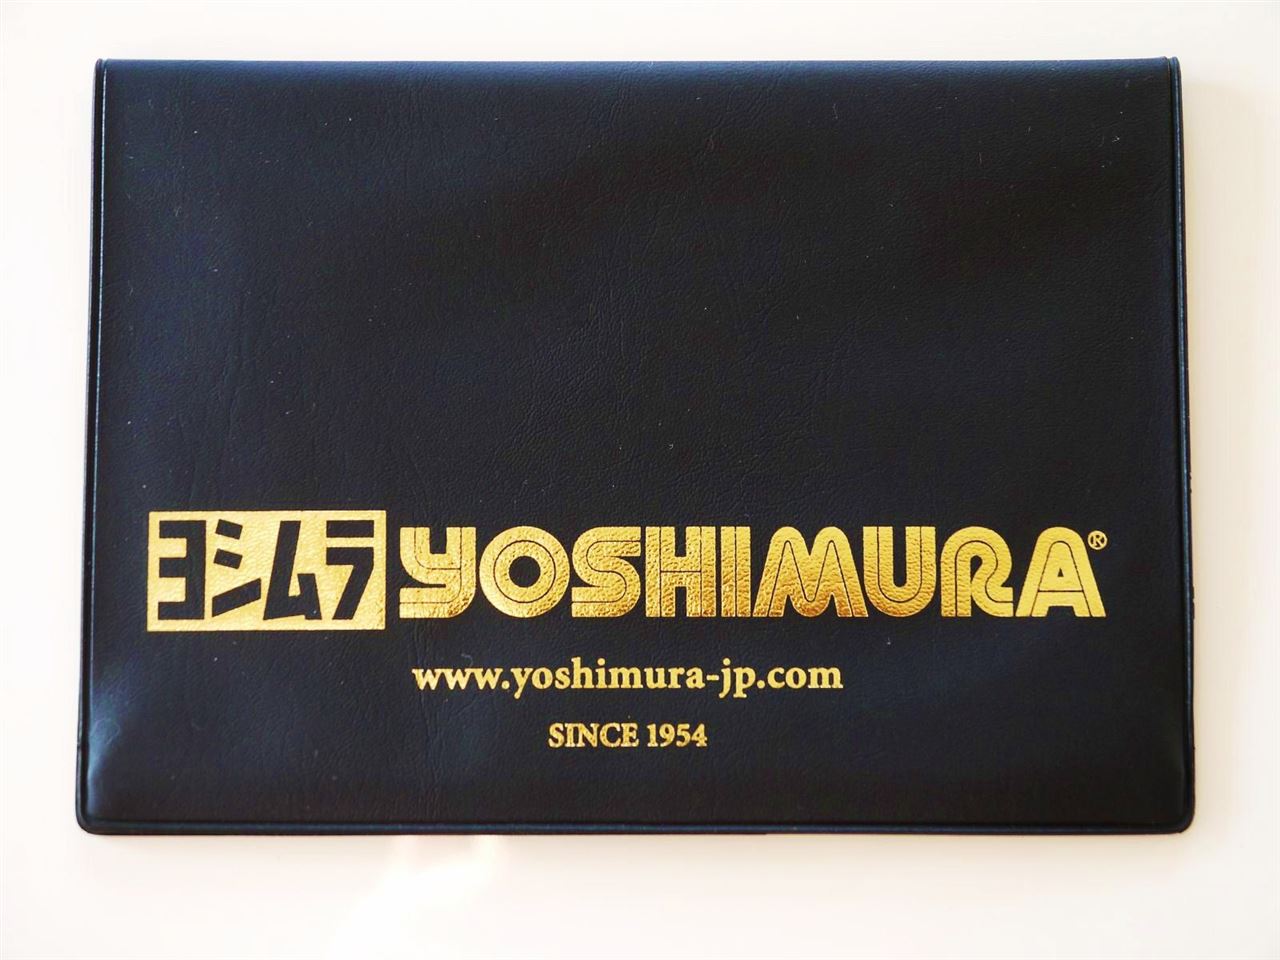 ヨシムラ YOSHIMURA®
www.yoshimura-jp.com
SINCE 1954